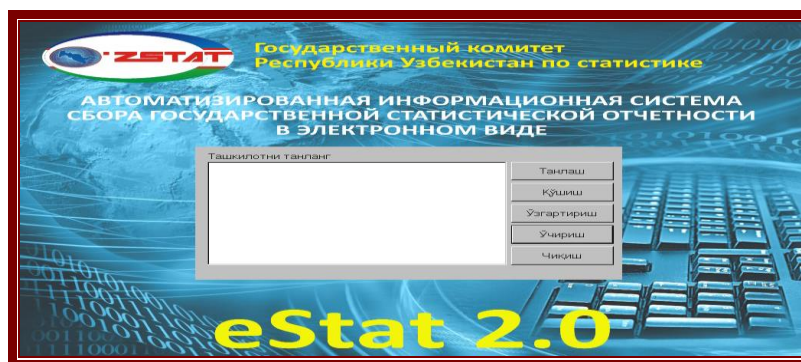 O'ZSTAT
Государственный комитет
Республики Узбекистан по статистике
АВТОМАТИЗИРОВАННАЯ ИНФОРМАЦИОННАЯ СИСТЕМА
СБОРА ГОСУДАРСТВЕННОЙ СТАТИСТИЧЕСКОЙ ОТЧЕТНОСТИ
В ЭЛЕКТРОННОМ ВИДЕ
Ташкилотни танланг
Танлаш
Қўшиш
Ўзгартириш
Ўчириш
Чиқиш
eStat 2.0